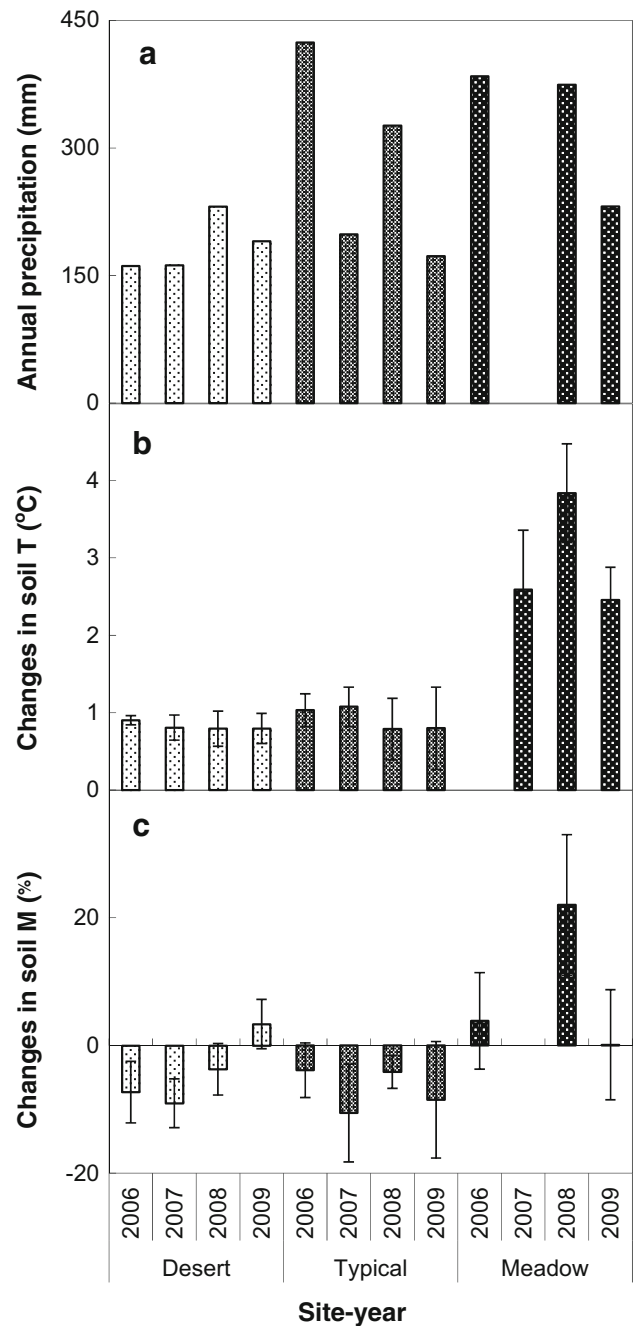 a
Annual precipitation (mm)
450
300
150
0
b
Changes in soil T (°C)
4
3
2
1
0
c
Changes in soil M (%)
20
0
-20
2006 2007 2008 2009 2006 2007 2008 2009 2006 2007 2008 2009
Desert Typical Meadow
Site-year